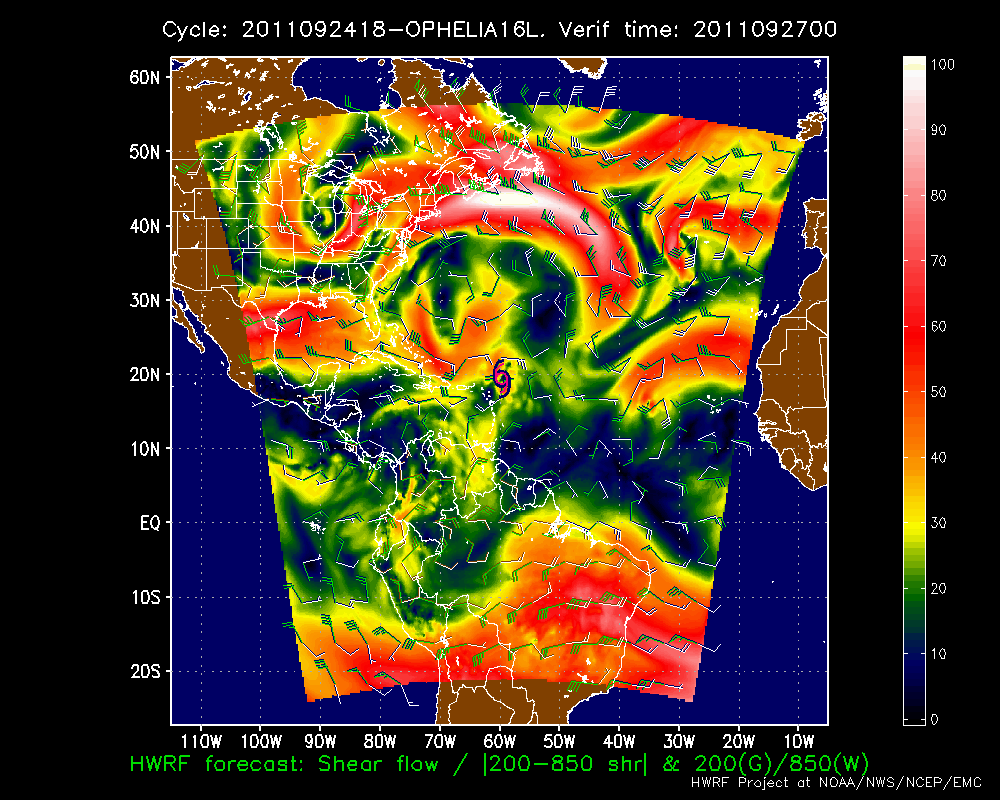 Cycle: 2011092418-OPHELIA16L. Verif time: 2011092700
60N
50N
40N
30N
20N
10N
EQ
10S
20S
110W 100W 90W 80W 70W 60W 50W 40W 30W 20W 10W
100
90
80
70
60
50
40
30
20
10
0
HWRF forecast: Shear flow / |200-850 shr| & 200(G)/850(W)
HWRF Project at NOAA/NWS/NCEP/EMC